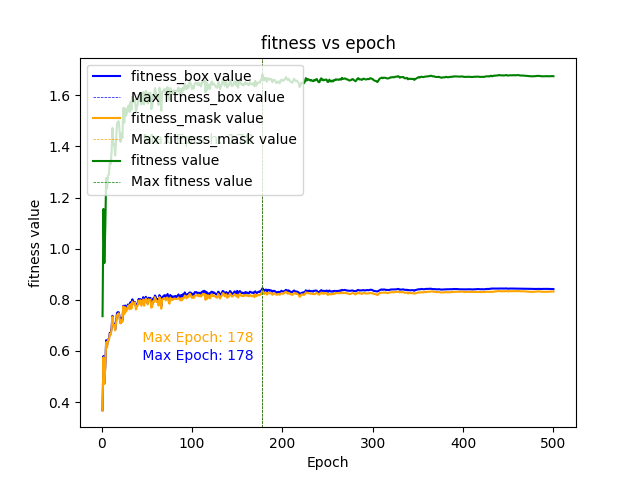 fitness vs epoch
fitness_box value
Max fitness_box value
fitness_mask value
Max fitness_mask value
fitness value
Max fitness value
1.6
1.4
1.2
1.0
0.8
0.6
0.4
fitness value
Max Epoch: 178
Max Epoch: 178
0
100
200
300
400
500
Epoch